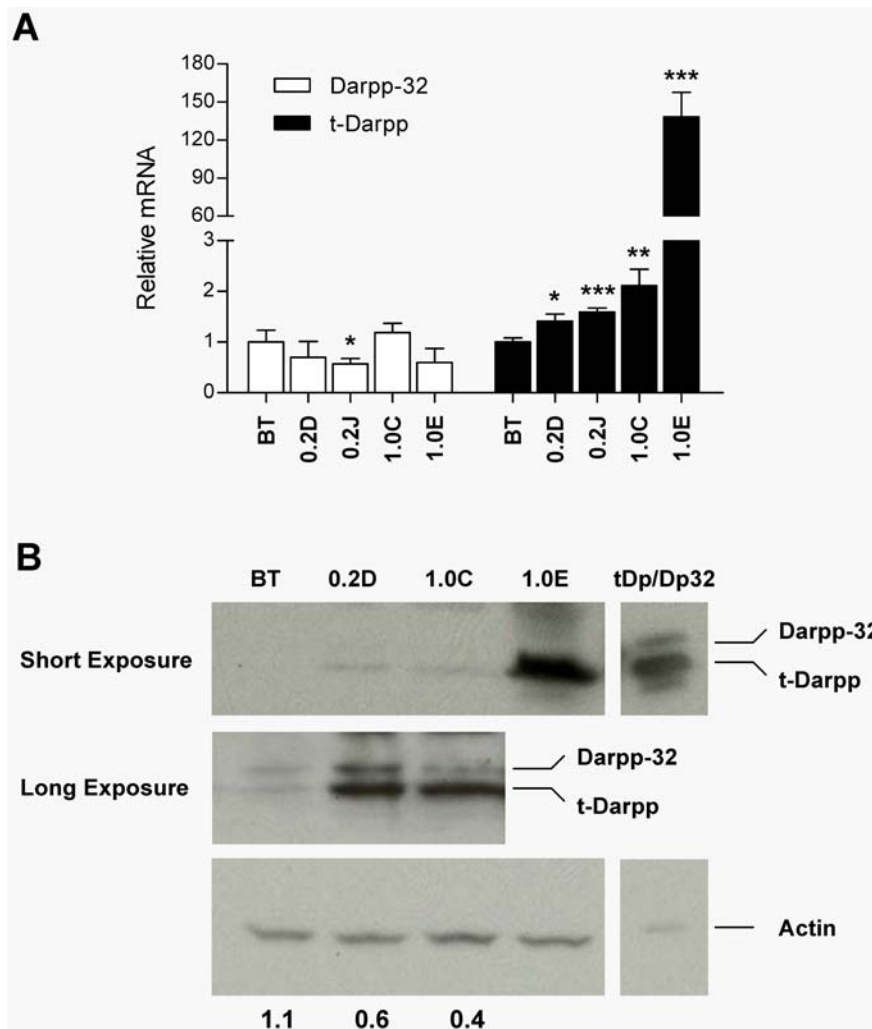 A
180
150
120
90
60
3
2
1
0
Relative mRNA
Darpp-32
t-Darpp
*
***
*
**
***
BT
0.2D
0.2J
1.0C
1.0E
BT
0.2D
0.2J
1.0C
1.0E
B
BT 0.2D 1.0C 1.0E tDp/Dp32
Short Exposure
Darpp-32
t-Darpp
Long Exposure
Darpp-32
t-Darpp
Actin
1.1 0.6 0.4